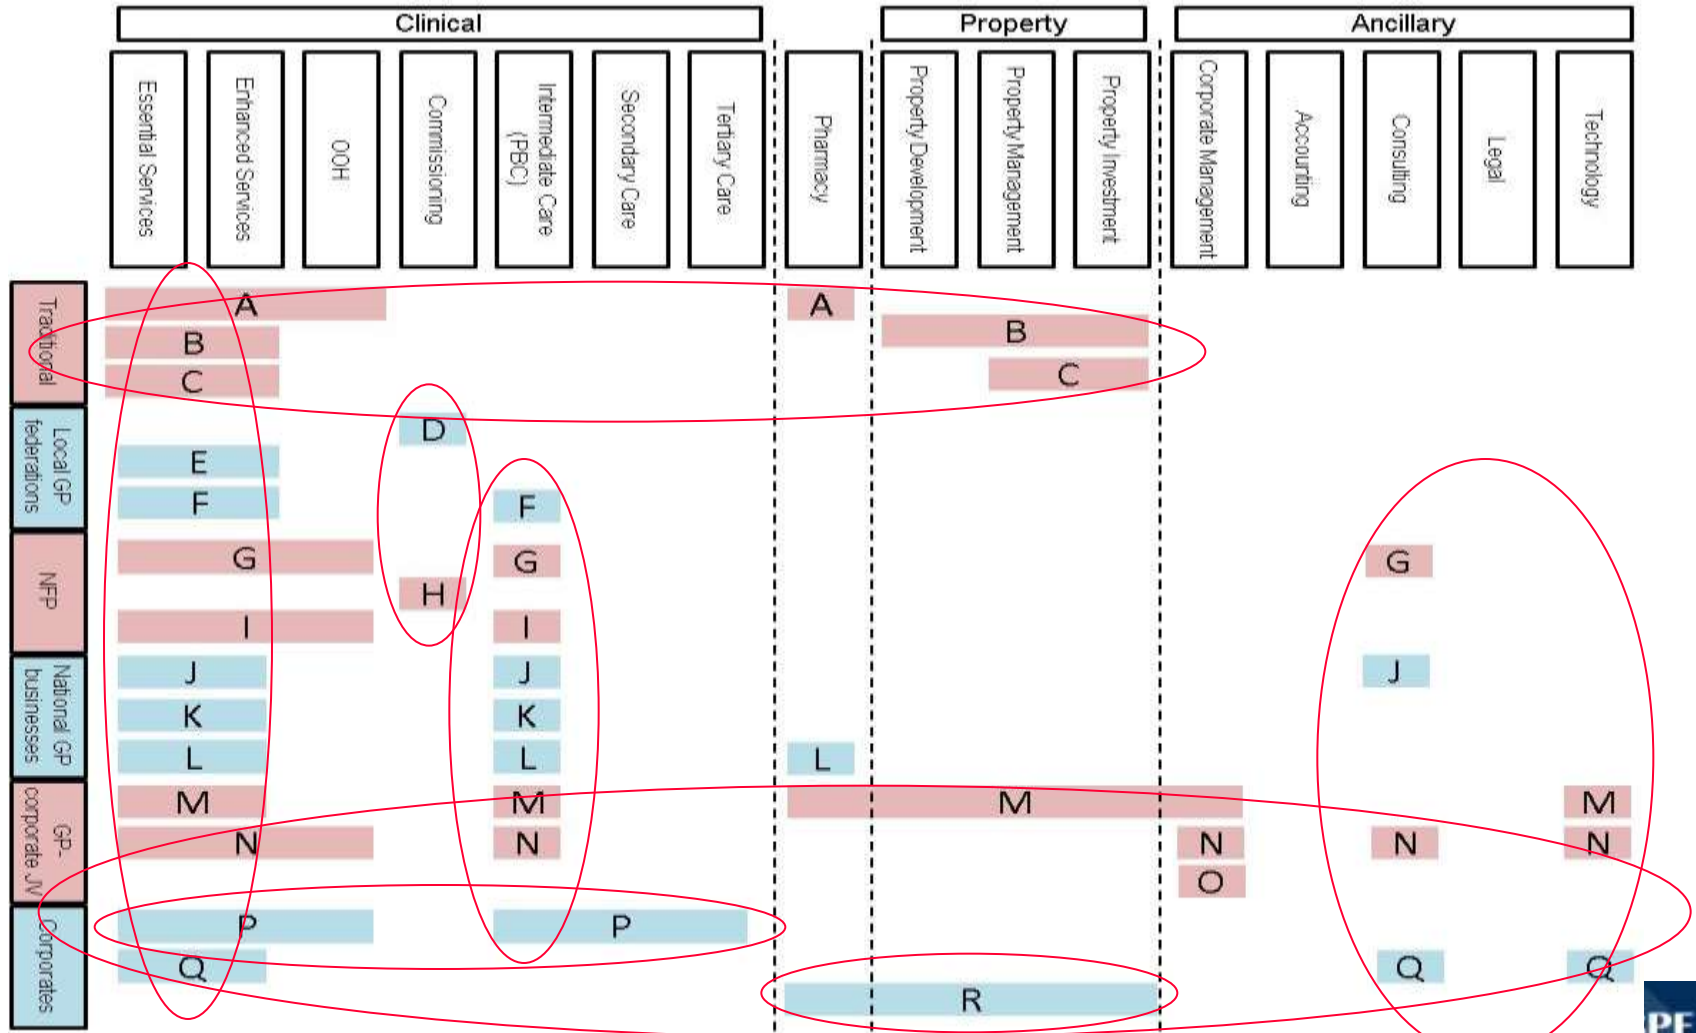 Clinical
Property
Ancillary
Essential Services
Enhanced Services
OOH
Commissioning
Intermediate Care
(PBC)
Secondary Care
Tertiary Care
Pharmacy
Property Development
Property Management
Property Investment
Corporate Management
Accounting
Consulting
Legal
Technology
Traditional
A
A
B
B
C
C
Local GP
federations
D
E
F
F
NFP
G
G
G
H
I
I
National GP
businesses
J
J
J
K
K
L
L
L
GP-
corporate JV
M
M
M
M
N
N
N
N
N
O
Corporates
P
P
Q
Q
Q
R